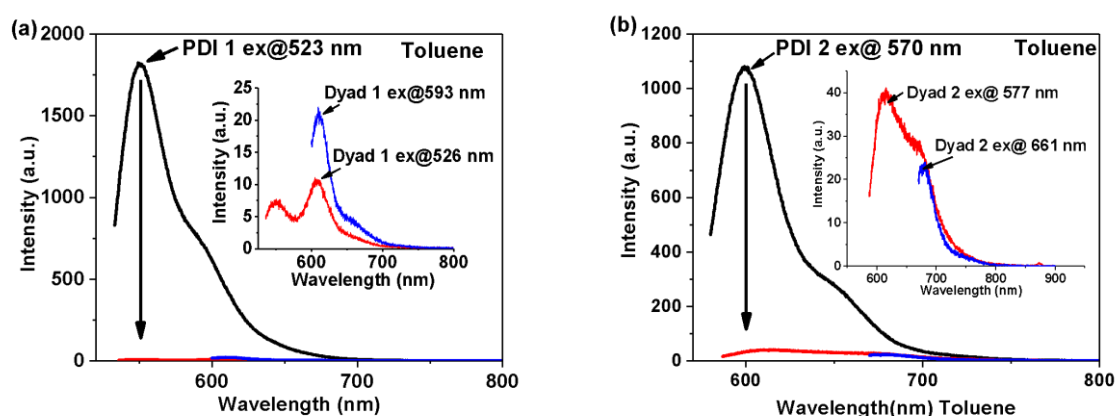 (a)
PDI 1 ex@523 nm
Toluene
2000
1500
1000
500
0
Intensity (a.u.)
600
700
800
Wavelength (nm)
25
20
15
10
5
0
Intensity (a.u.)
Dyad 1 ex@593 nm
Dyad 1 ex@526 nm
600
700
800
Wavelength (nm)
(b)
PDI 2 ex@ 570 nm
Toluene
1200
1000
800
600
400
200
0
Intensity (a.u.)
600
700
800
Wavelength(nm) Toluene
40
20
0
Intensity (a.u.)
Dyad 2 ex@ 577 nm
Dyad 2 ex@ 661 nm
600
700
800
900
Wavelength (nm)